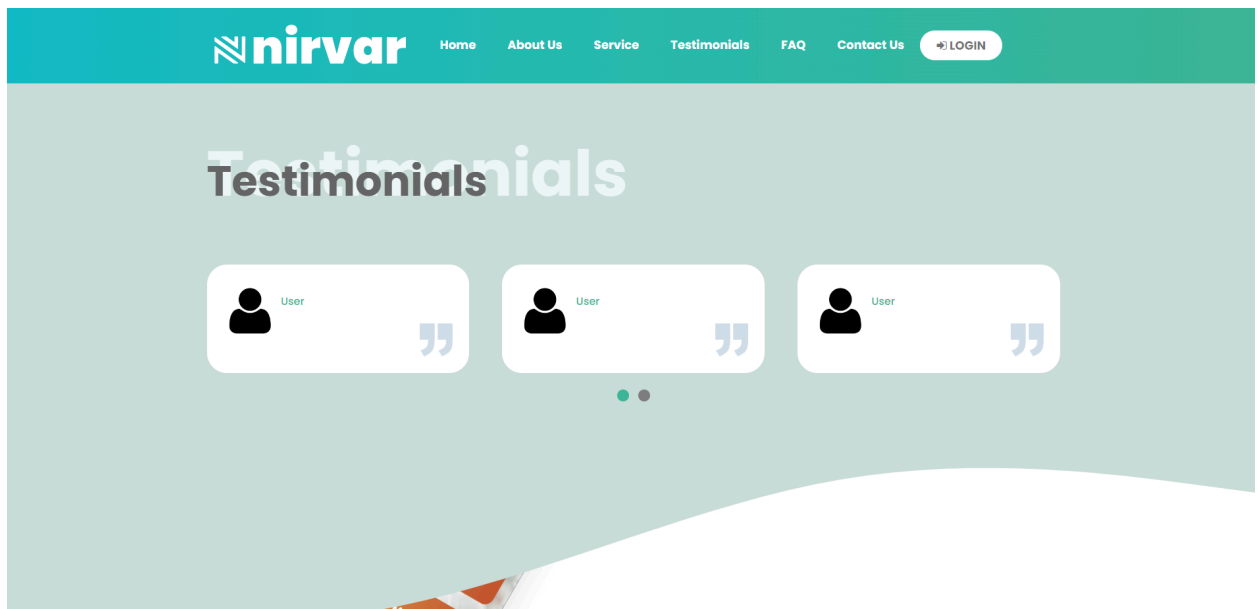 nirvar
Home About Us Service Testimonials FAQ Contact Us LOGIN
Testimonials
Testimonials
User User User